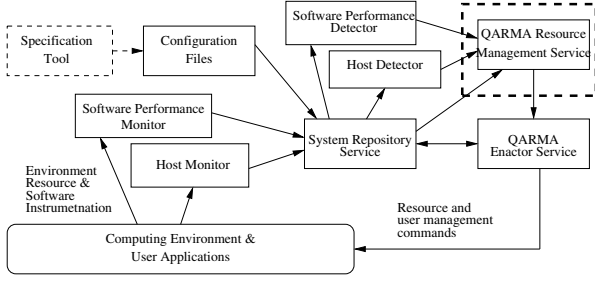 Specification
Tool
Configuration
Files
Software Performance
Detector
QARMA Resource
Management Service
Host Detector
Software Performance
Monitor
System Repository
Service
QARMA
Enactor Service
Host Monitor
Environment
Resource &
Software
Instrumetnation
Resource and
user management
commands
Computing Environment &
User Applications